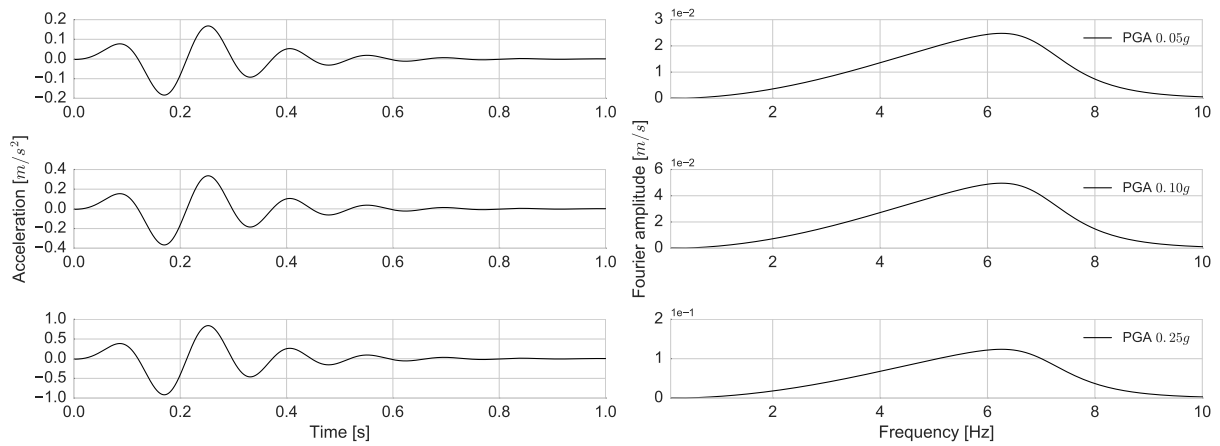 0.2
0.1
0.0
−0.1
0.2
0.0 0.2 0.4 0.6 0.8 1.0
1e−2
3
2
1
0
2 4 6 8 10
PGA 0.05g
Acceleration [m/s²]
0.4
0.2
0.0
−0.2
−0.4
0.0 0.2 0.4 0.6 0.8 1.0
Fourier amplitude [m/s]
1e−2
6
4
2
0
2 4 6 8 10
PGA 0.10g
1.0
0.5
0.0
−0.5
−1.0
0.0 0.2 0.4 0.6 0.8 1.0
Time [s]
1e−1
2
1
0
2 4 6 8 10
PGA 0.25g
Frequency [Hz]